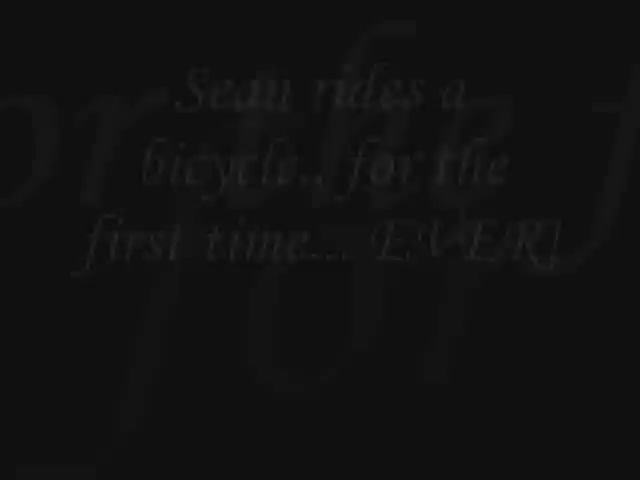 Sean rides a
bicycle... for the
first time.... EVER!